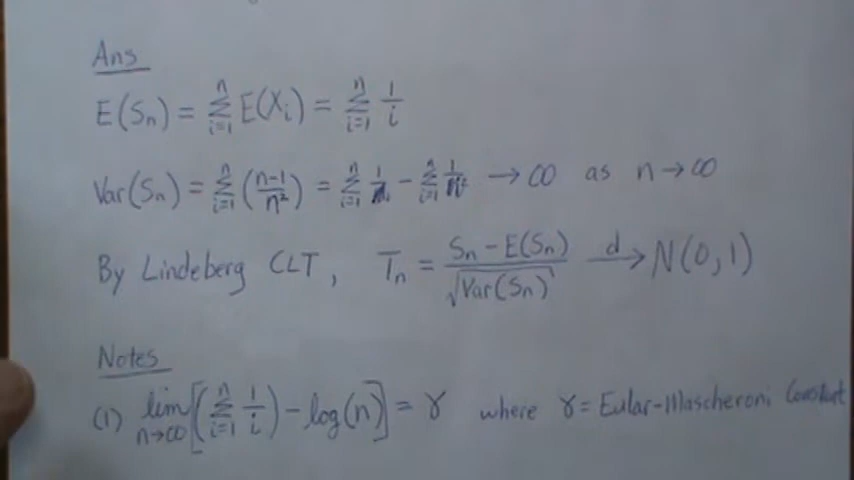 Ans
E(Sn) = Σ_{i=1}^{n} E(Xi) = Σ_{i=1}^{n} 1/i
Var(Sn) = Σ_{i=1}^{n} (n-1/n²) = Σ_{i=1}^{n} 1/i - Σ_{i=1}^{n} 1/i² → ∞ as n → ∞
By Lindeberg CLT, Tn = Sn - E(Sn) / √Var(Sn) →^d N(0,1)
Notes
(1) lim_{n→∞} [(Σ_{i=1}^{n} 1/i) - log(n)] = γ where γ = Eular-Mascheroni Constant